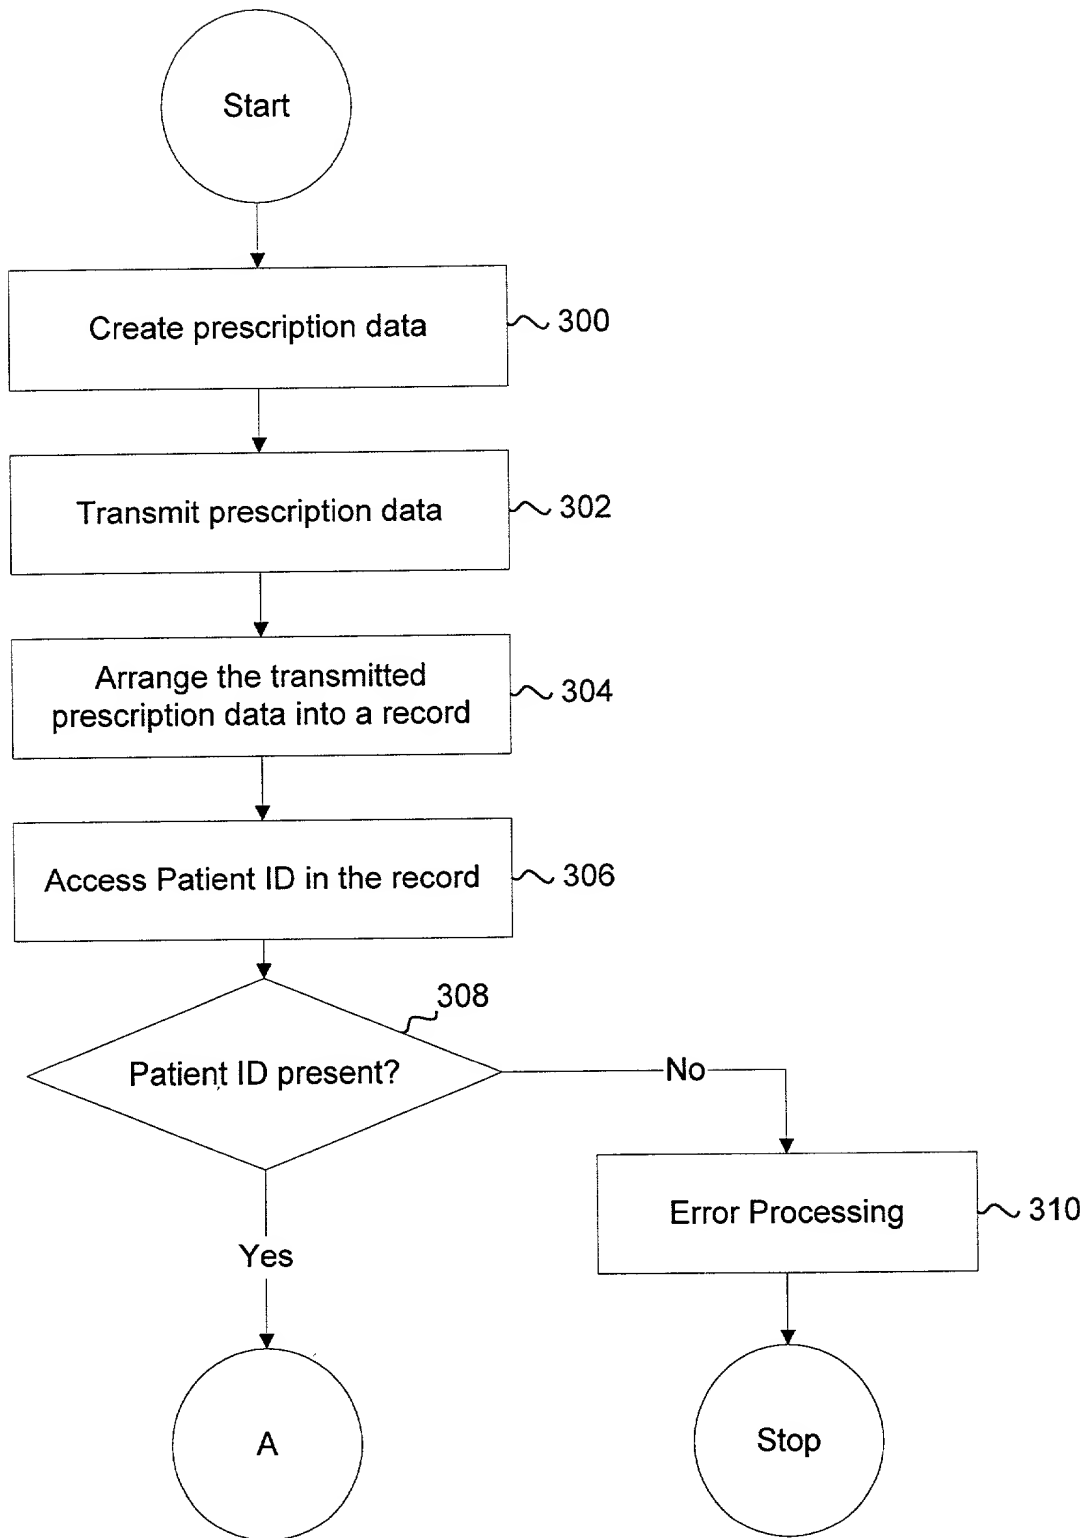 Start
Create prescription data
300
Transmit prescription data
302
Arrange the transmitted
prescription data into a record
304
Access Patient ID in the record
306
308
Patient ID present?
No
Error Processing
310
Yes
A
Stop